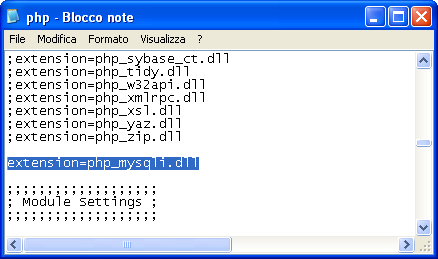 php - Blocco note
File Modifica Formato Visualizza ?
;extension=php_sybase_ct.dll
;extension=php_tidy.dll
;extension=php_w32api.dll
;extension=php_xmlrpc.dll
;extension=php_xsl.dll
;extension=php_yaz.dll
;extension=php_zip.dll
extension=php_mysqli.dll
;;;;;;;;;;;;;;;;;;;
; Module Settings ;
;;;;;;;;;;;;;;;;;;;